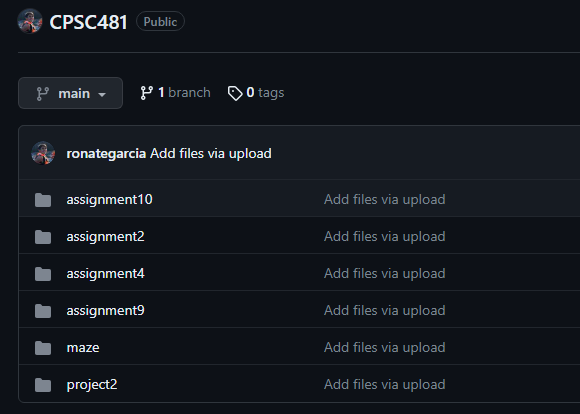 CPSC481 Public
main 1 branch 0 tags
ronategarcia Add files via upload
assignment10 Add files via upload
assignment2 Add files via upload
assignment4 Add files via upload
assignment9 Add files via upload
maze Add files via upload
project2 Add files via upload